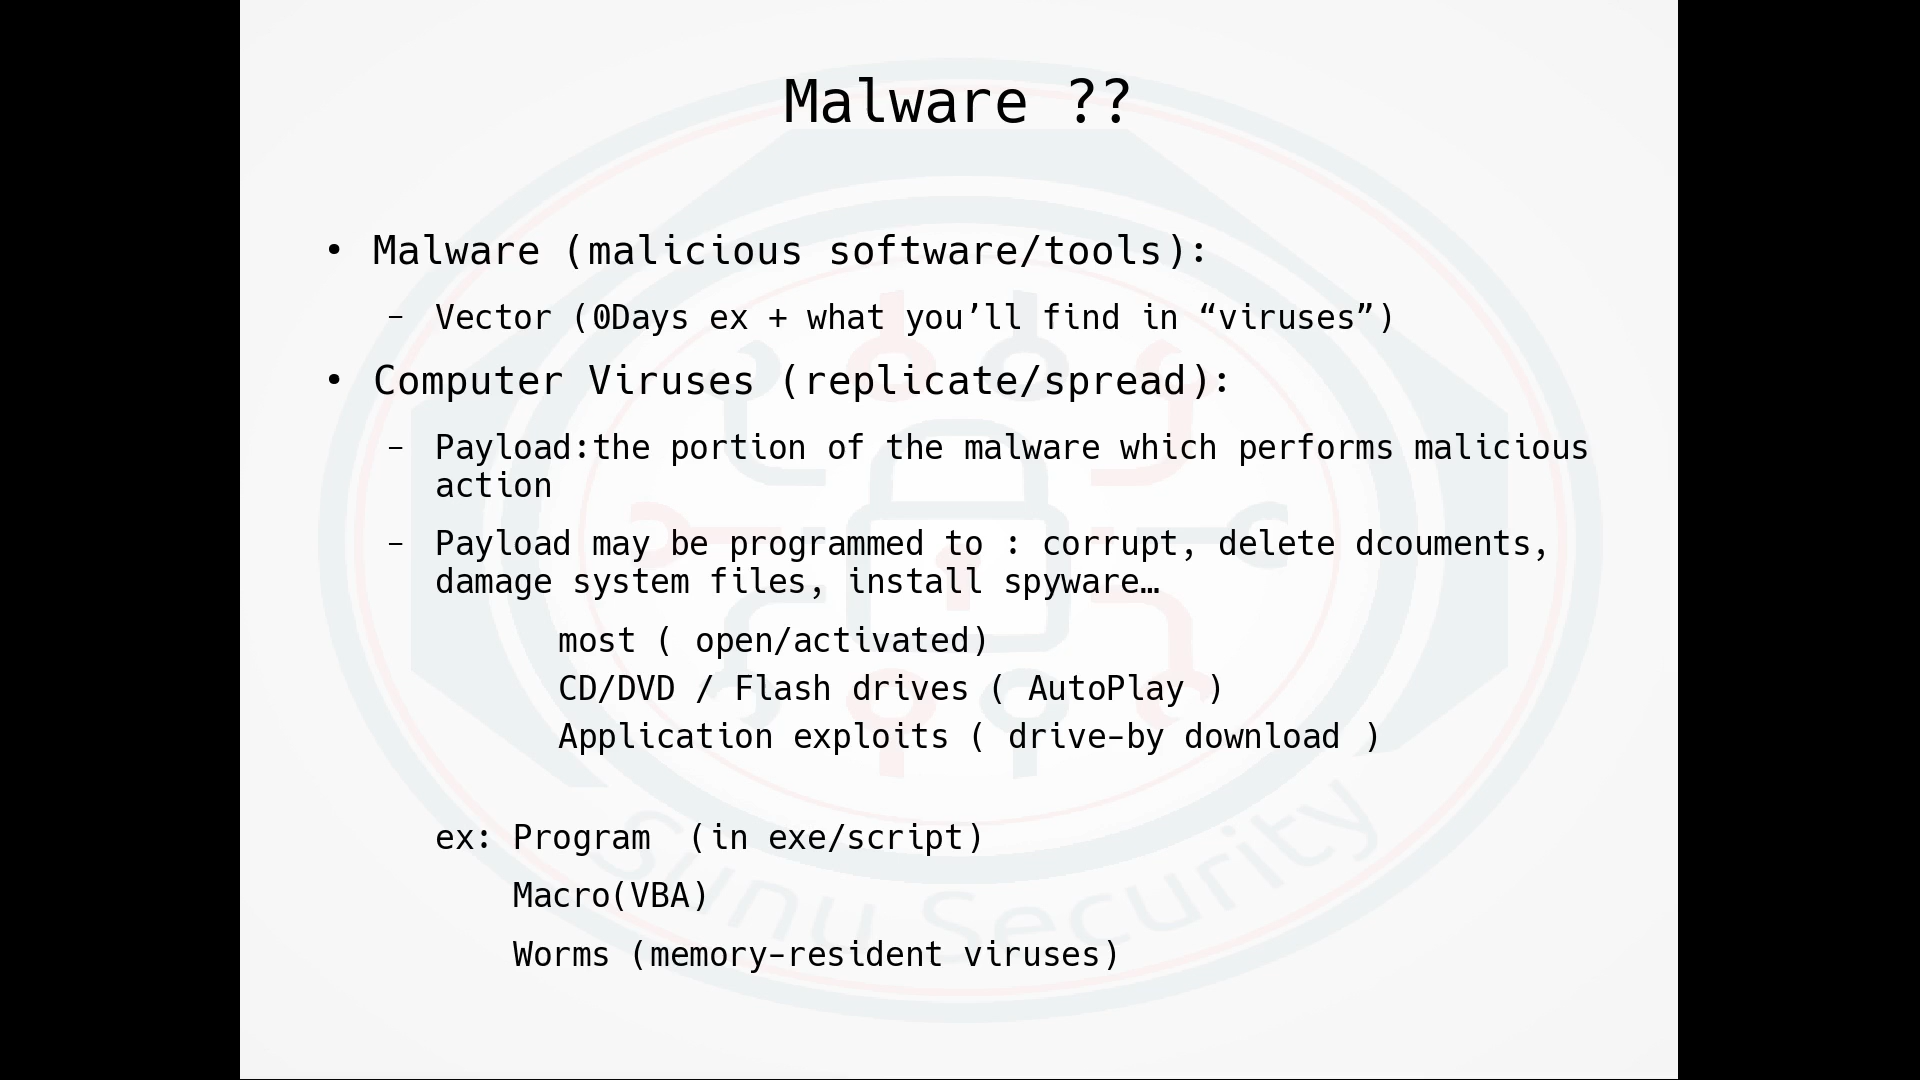 Malware ??
• Malware (malicious software/tools):
– Vector (0Days ex + what you’ll find in “viruses”)
• Computer Viruses (replicate/spread):
– Payload:the portion of the malware which performs malicious
action
– Payload may be programmed to : corrupt, delete dcouments,
damage system files, install spyware…
most ( open/activated)
CD/DVD / Flash drives ( AutoPlay )
Application exploits ( drive-by download )
ex: Program  (in exe/script)
Macro(VBA)
Worms (memory-resident viruses)
Security